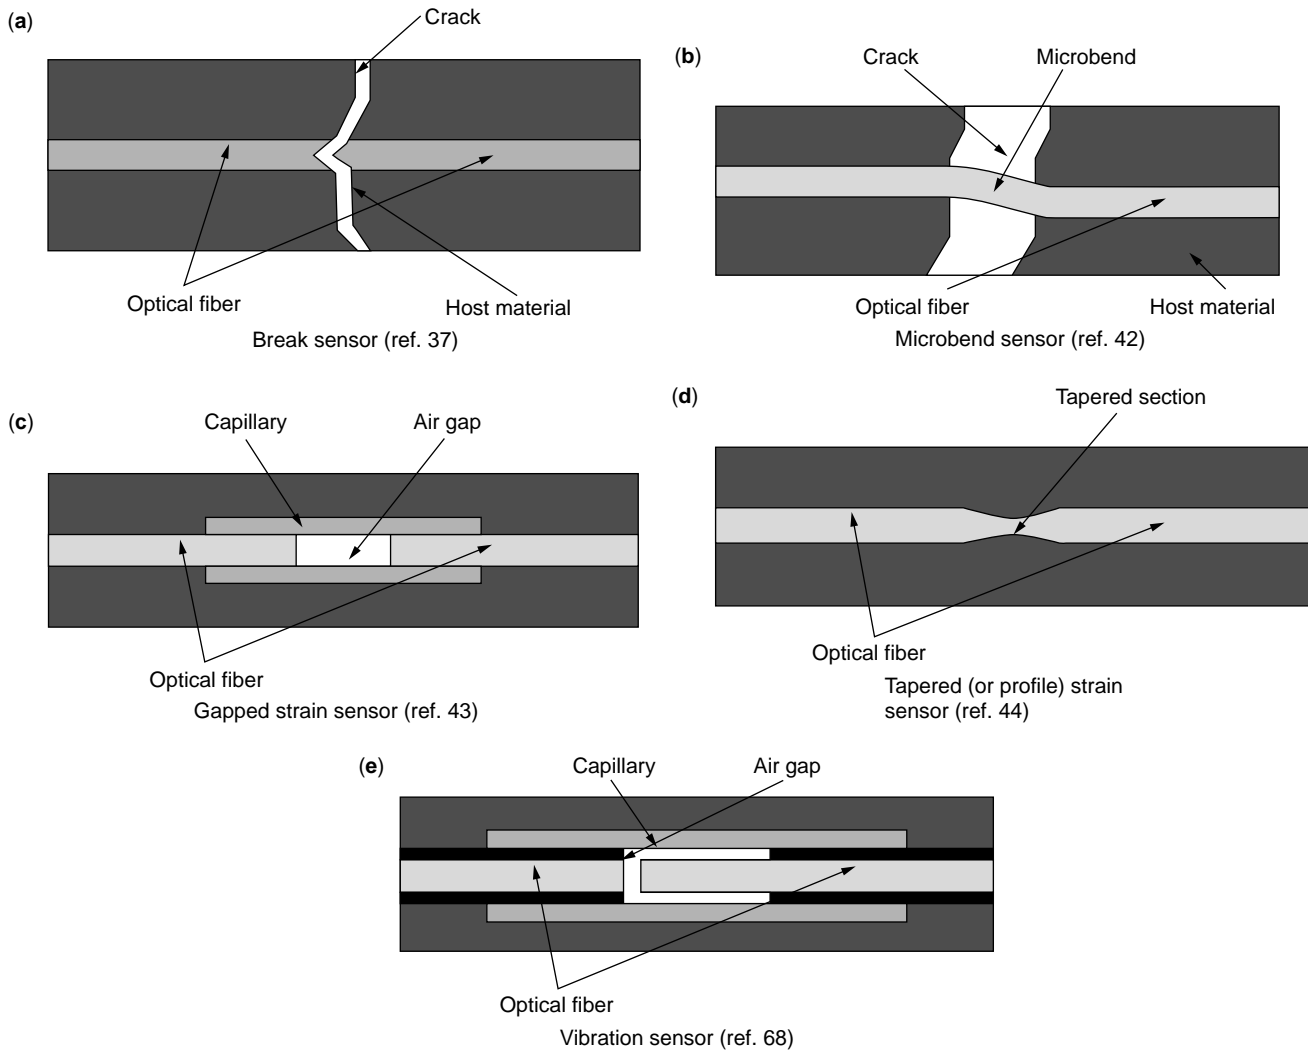 (a)
Crack
Optical fiber
Host material
Break sensor (ref. 37)
(b)
Crack
Microbend
Optical fiber
Host material
Microbend sensor (ref. 42)
(c)
Capillary
Air gap
Optical fiber
Gapped strain sensor (ref. 43)
(d)
Tapered section
Optical fiber
Tapered (or profile) strain
sensor (ref. 44)
(e)
Capillary
Air gap
Optical fiber
Vibration sensor (ref. 68)